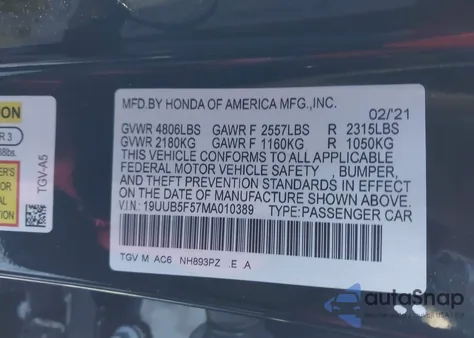 MFD.BY HONDA OF AMERICA MFG.,INC.
02/'21
GVWR 4806LBS GAWR F 2557LBS R 2315LBS
GVWR 2180KG GAWR F 1160KG R 1050KG
THIS VEHICLE CONFORMS TO ALL APPLICABLE
FEDERAL MOTOR VEHICLE SAFETY , BUMPER,
AND THEFT PREVENTION STANDARDS IN EFFECT
ON THE DATE OF MANUFACTURE SHOWN ABOVE.
V.I.N: 19UUB5F57MA010389 TYPE:PASSENGER CAR
TGV M AC6 NH893PZ .E .A
TGV-A5
R 3
lbs.
autoSnap